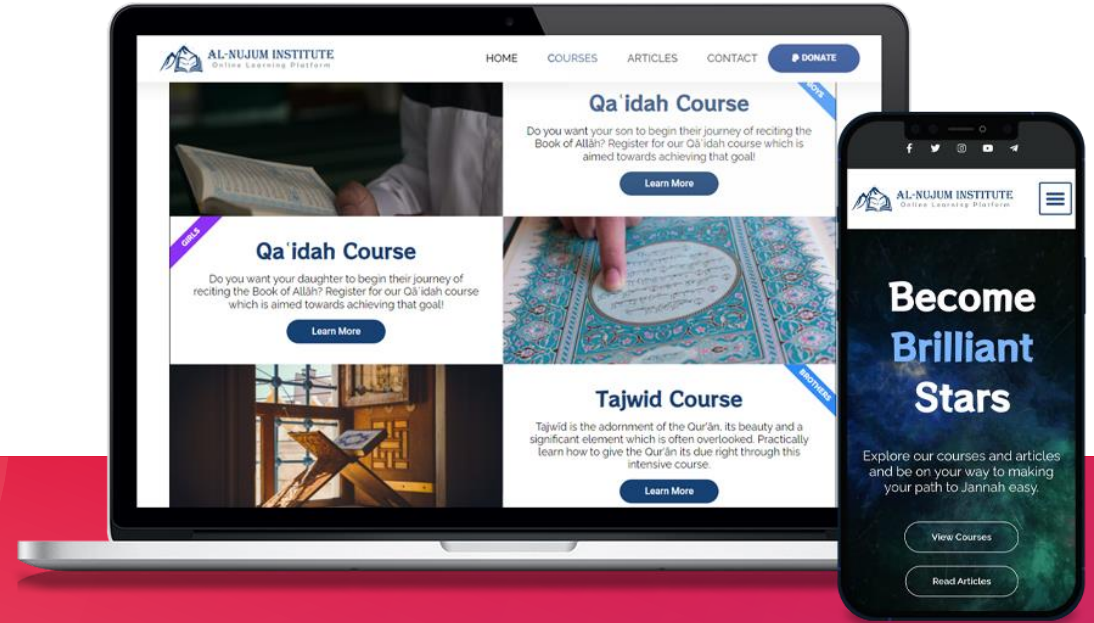 AL-NUJUM INSTITUTE
Online Learning Platform
HOME
COURSES
ARTICLES
CONTACT
DONATE
BOYS
Qaʿidah Course
Do you want your son to begin their journey of reciting the
Book of Allāh? Register for our Qāʿidah course which is
aimed towards achieving that goal!
Learn More
GIRLS
Qaʿidah Course
Do you want your daughter to begin their journey of
reciting the Book of Allāh? Register for our Qāʿidah course
which is aimed towards achieving that goal!
Learn More
BROTHERS
Tajwid Course
Tajwīd is the adornment of the Qur'ān, its beauty and a
significant element which is often overlooked. Practically
learn how to give the Qur'ān its due right through this
intensive course.
Learn More
AL-NUJUM INSTITUTE
Online Learning Platform
Become
Brilliant
Stars
Explore our courses and articles
and be on your way to making
your path to Jannah easy.
View Courses
Read Articles